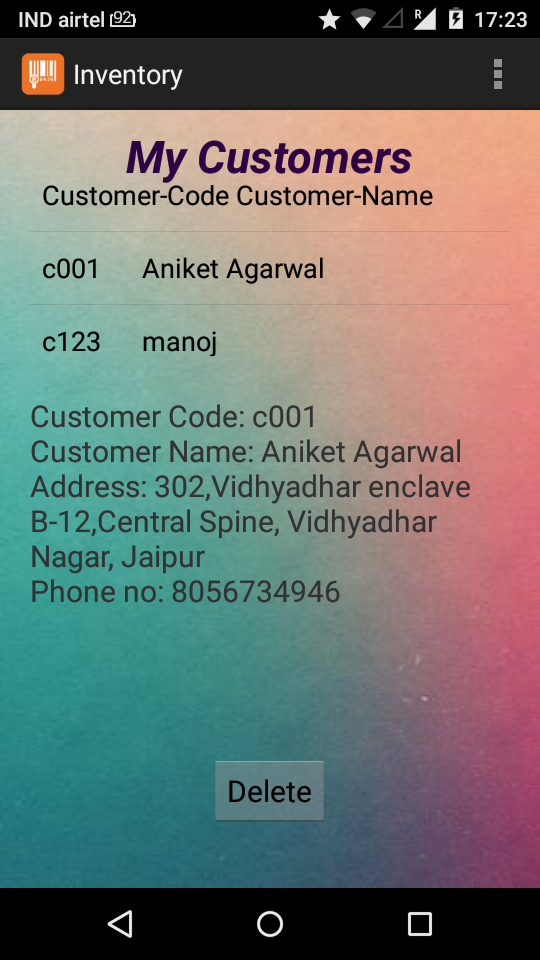 IND airtel 92 17:23
Inventory
My Customers
Customer-Code Customer-Name
c001 Aniket Agarwal
c123 manoj
Customer Code: c001
Customer Name: Aniket Agarwal
Address: 302,Vidhyadhar enclave
B-12,Central Spine, Vidhyadhar
Nagar, Jaipur
Phone no: 8056734946
Delete